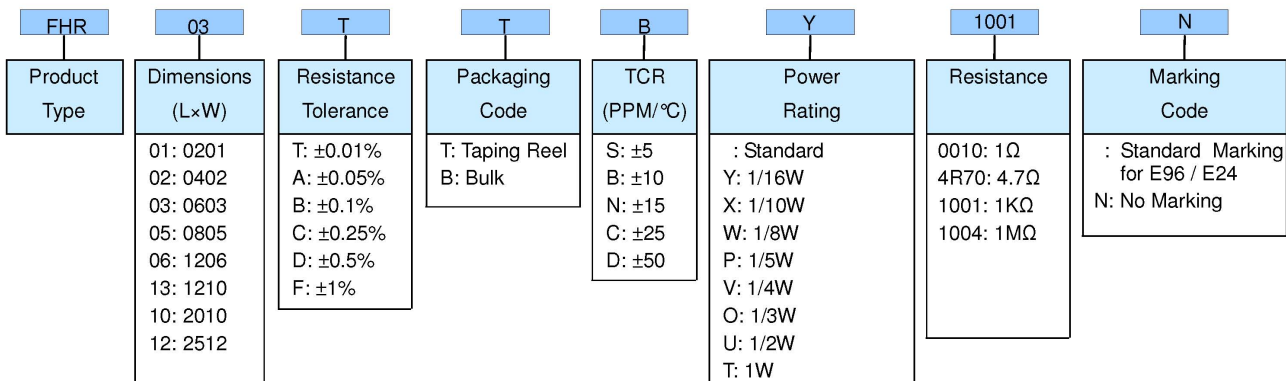 FHR 03 T T B Y 1001 N
Product Type
Dimensions (L×W)
Resistance Tolerance
Packaging Code
TCR (PPM/°C)
Power Rating
Resistance
Marking Code
01: 0201
02: 0402
03: 0603
05: 0805
06: 1206
13: 1210
10: 2010
12: 2512
T: ±0.01%
A: ±0.05%
B: ±0.1%
C: ±0.25%
D: ±0.5%
F: ±1%
T: Taping Reel
B: Bulk
S: ±5
B: ±10
N: ±15
C: ±25
D: ±50
: Standard
Y: 1/16W
X: 1/10W
W: 1/8W
P: 1/5W
V: 1/4W
O: 1/3W
U: 1/2W
T: 1W
0010: 1Ω
4R70: 4.7Ω
1001: 1KΩ
1004: 1MΩ
: Standard Marking
for E96 / E24
N: No Marking